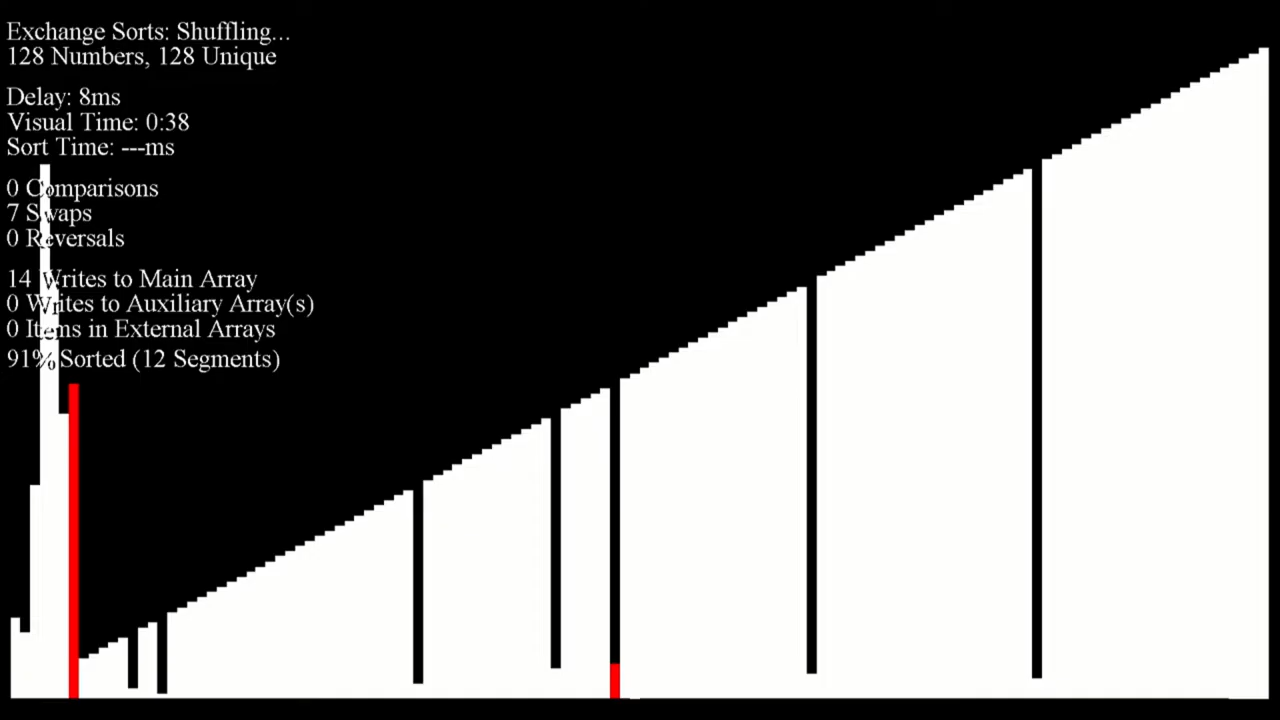 Exchange Sorts: Shuffling...
128 Numbers, 128 Unique
Delay: 8ms
Visual Time: 0:38
Sort Time: ---ms
0 Comparisons
7 Swaps
0 Reversals
14 Writes to Main Array
0 Writes to Auxiliary Array(s)
0 Items in External Arrays
91% Sorted (12 Segments)